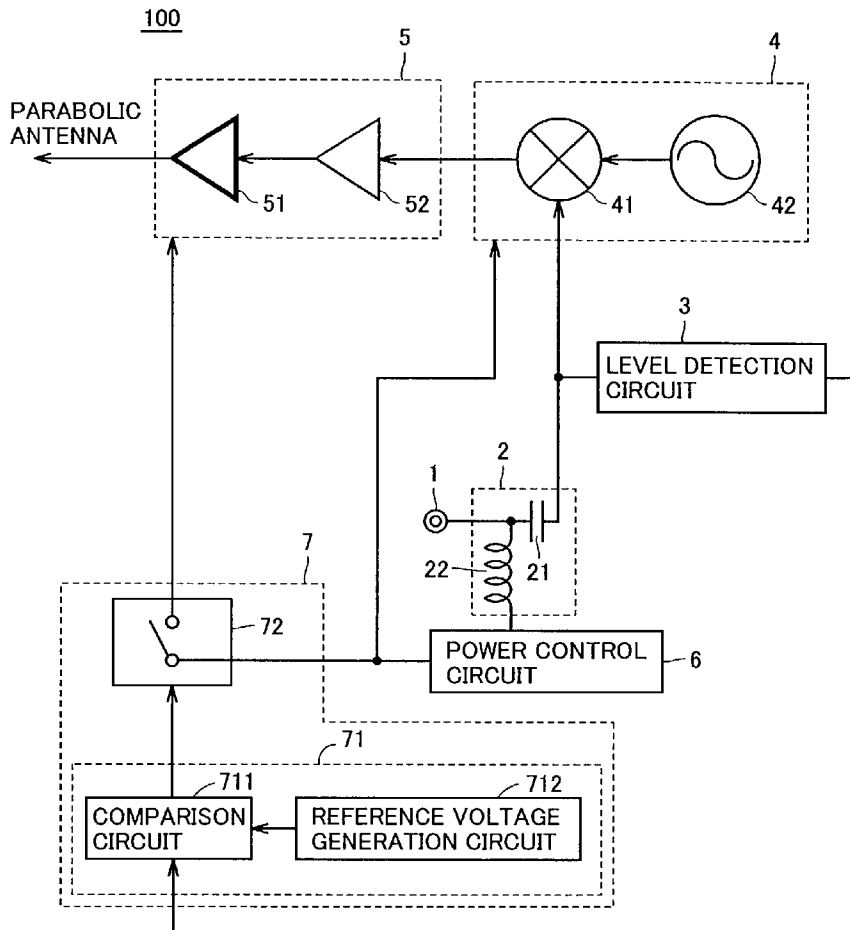 100
5
4
PARABOLIC
ANTENNA
51
52
41
42
3
LEVEL DETECTION
CIRCUIT
2
1
22
21
7
72
POWER CONTROL
CIRCUIT
6
71
711
712
COMPARISON
CIRCUIT
REFERENCE VOLTAGE
GENERATION CIRCUIT